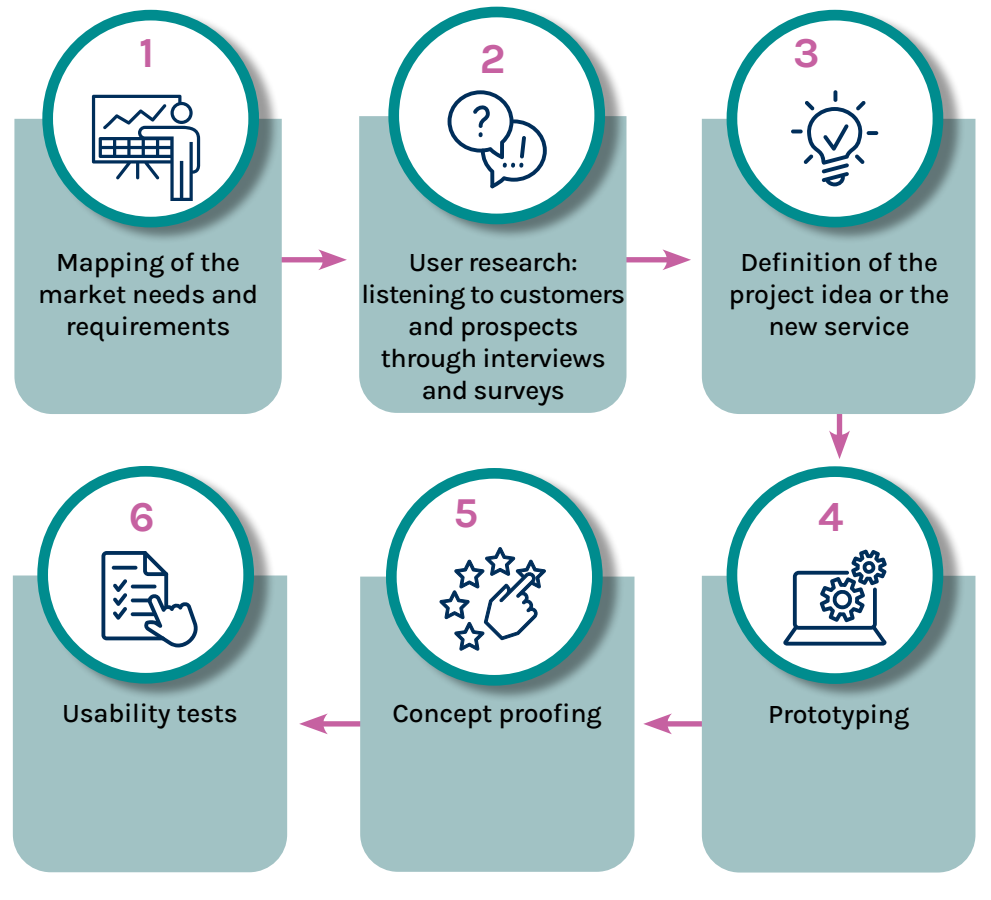 1
Mapping of the
market needs and
requirements
2
?
!
...
User research:
listening to customers
and prospects
through interviews
and surveys
3
Definition of the
project idea or the
new service
4
Prototyping
5
Concept proofing
6
Usability tests